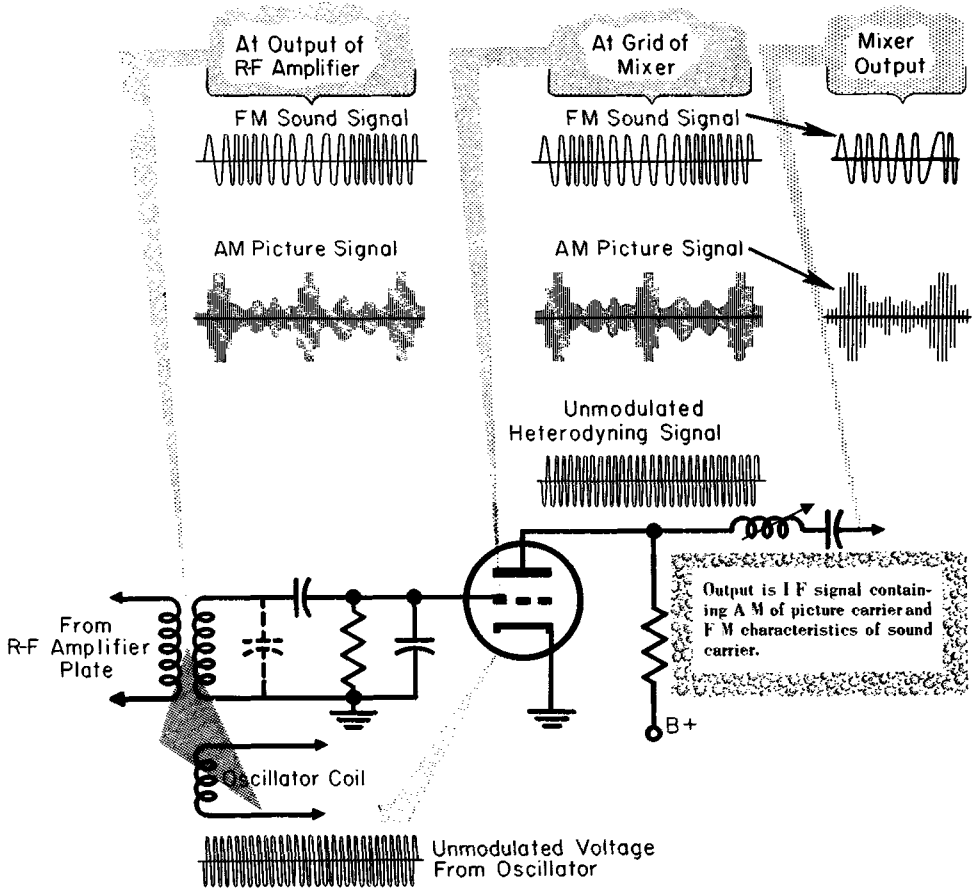 At Output of
R-F Amplifier
At Grid of
Mixer
Mixer
Output
FM Sound Signal
FM Sound Signal
AM Picture Signal
AM Picture Signal
Unmodulated
Heterodyning Signal
From
R-F Amplifier
Plate
Output is I F signal contain-
ing A M of picture carrier and
F M characteristics of sound
carrier.
B+
Oscillator Coil
Unmodulated Voltage
From Oscillator